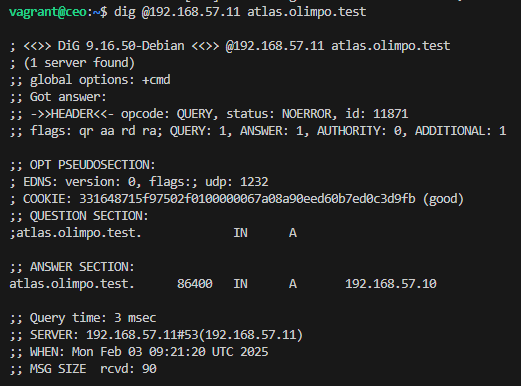 vagrant@ceo:~$ dig @192.168.57.11 atlas.olimpo.test
; <<>> DiG 9.16.50-Debian <<>> @192.168.57.11 atlas.olimpo.test
; (1 server found)
;; global options: +cmd
;; Got answer:
;; ->>HEADER<<- opcode: QUERY, status: NOERROR, id: 11871
;; flags: qr aa rd ra; QUERY: 1, ANSWER: 1, AUTHORITY: 0, ADDITIONAL: 1
;; OPT PSEUDOSECTION:
; EDNS: version: 0, flags:; udp: 1232
; COOKIE: 331648715f97502f0100000067a08a90eed60b7ed0c3d9fb (good)
;; QUESTION SECTION:
;atlas.olimpo.test. IN A
;; ANSWER SECTION:
atlas.olimpo.test. 86400 IN A 192.168.57.10
;; Query time: 3 msec
;; SERVER: 192.168.57.11#53(192.168.57.11)
;; WHEN: Mon Feb 03 09:21:20 UTC 2025
;; MSG SIZE rcvd: 90